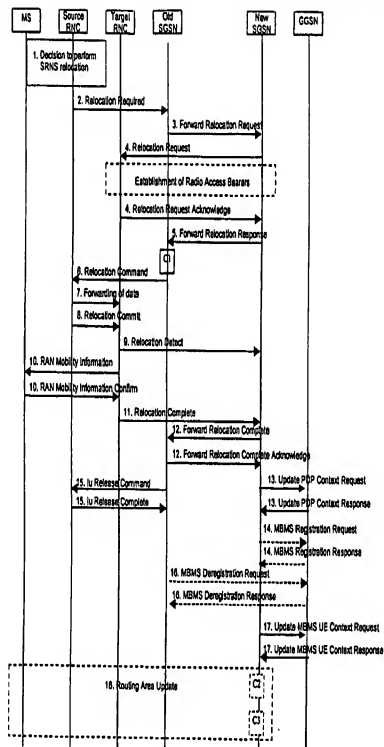 MS
Source RNC
Target RNC
Old SGSN
New SGSN
GGSN
1. Decision to perform
SRNS relocation
2. Relocation Required
3. Forward Relocation Request
4. Relocation Request
Establishment of Radio Access Bearers
4. Relocation Request Acknowledge
5. Forward Relocation Response
C1
6. Relocation Command
7. Forwarding of data
8. Relocation Commit
9. Relocation Detect
10. RAN Mobility Information
10. RAN Mobility Information Confirm
11. Relocation Complete
12. Forward Relocation Complete
12. Forward Relocation Complete Acknowledge
15. Iu Release Command
13. Update PDP Context Request
15. Iu Release Complete
13. Update PDP Context Response
14. MBMS Registration Request
14. MBMS Registration Response
16. MBMS Deregistration Request
16. MBMS Deregistration Response
17. Update MBMS UE Context Request
17. Update MBMS UE Context Response
18. Routing Area Update
C2
C3